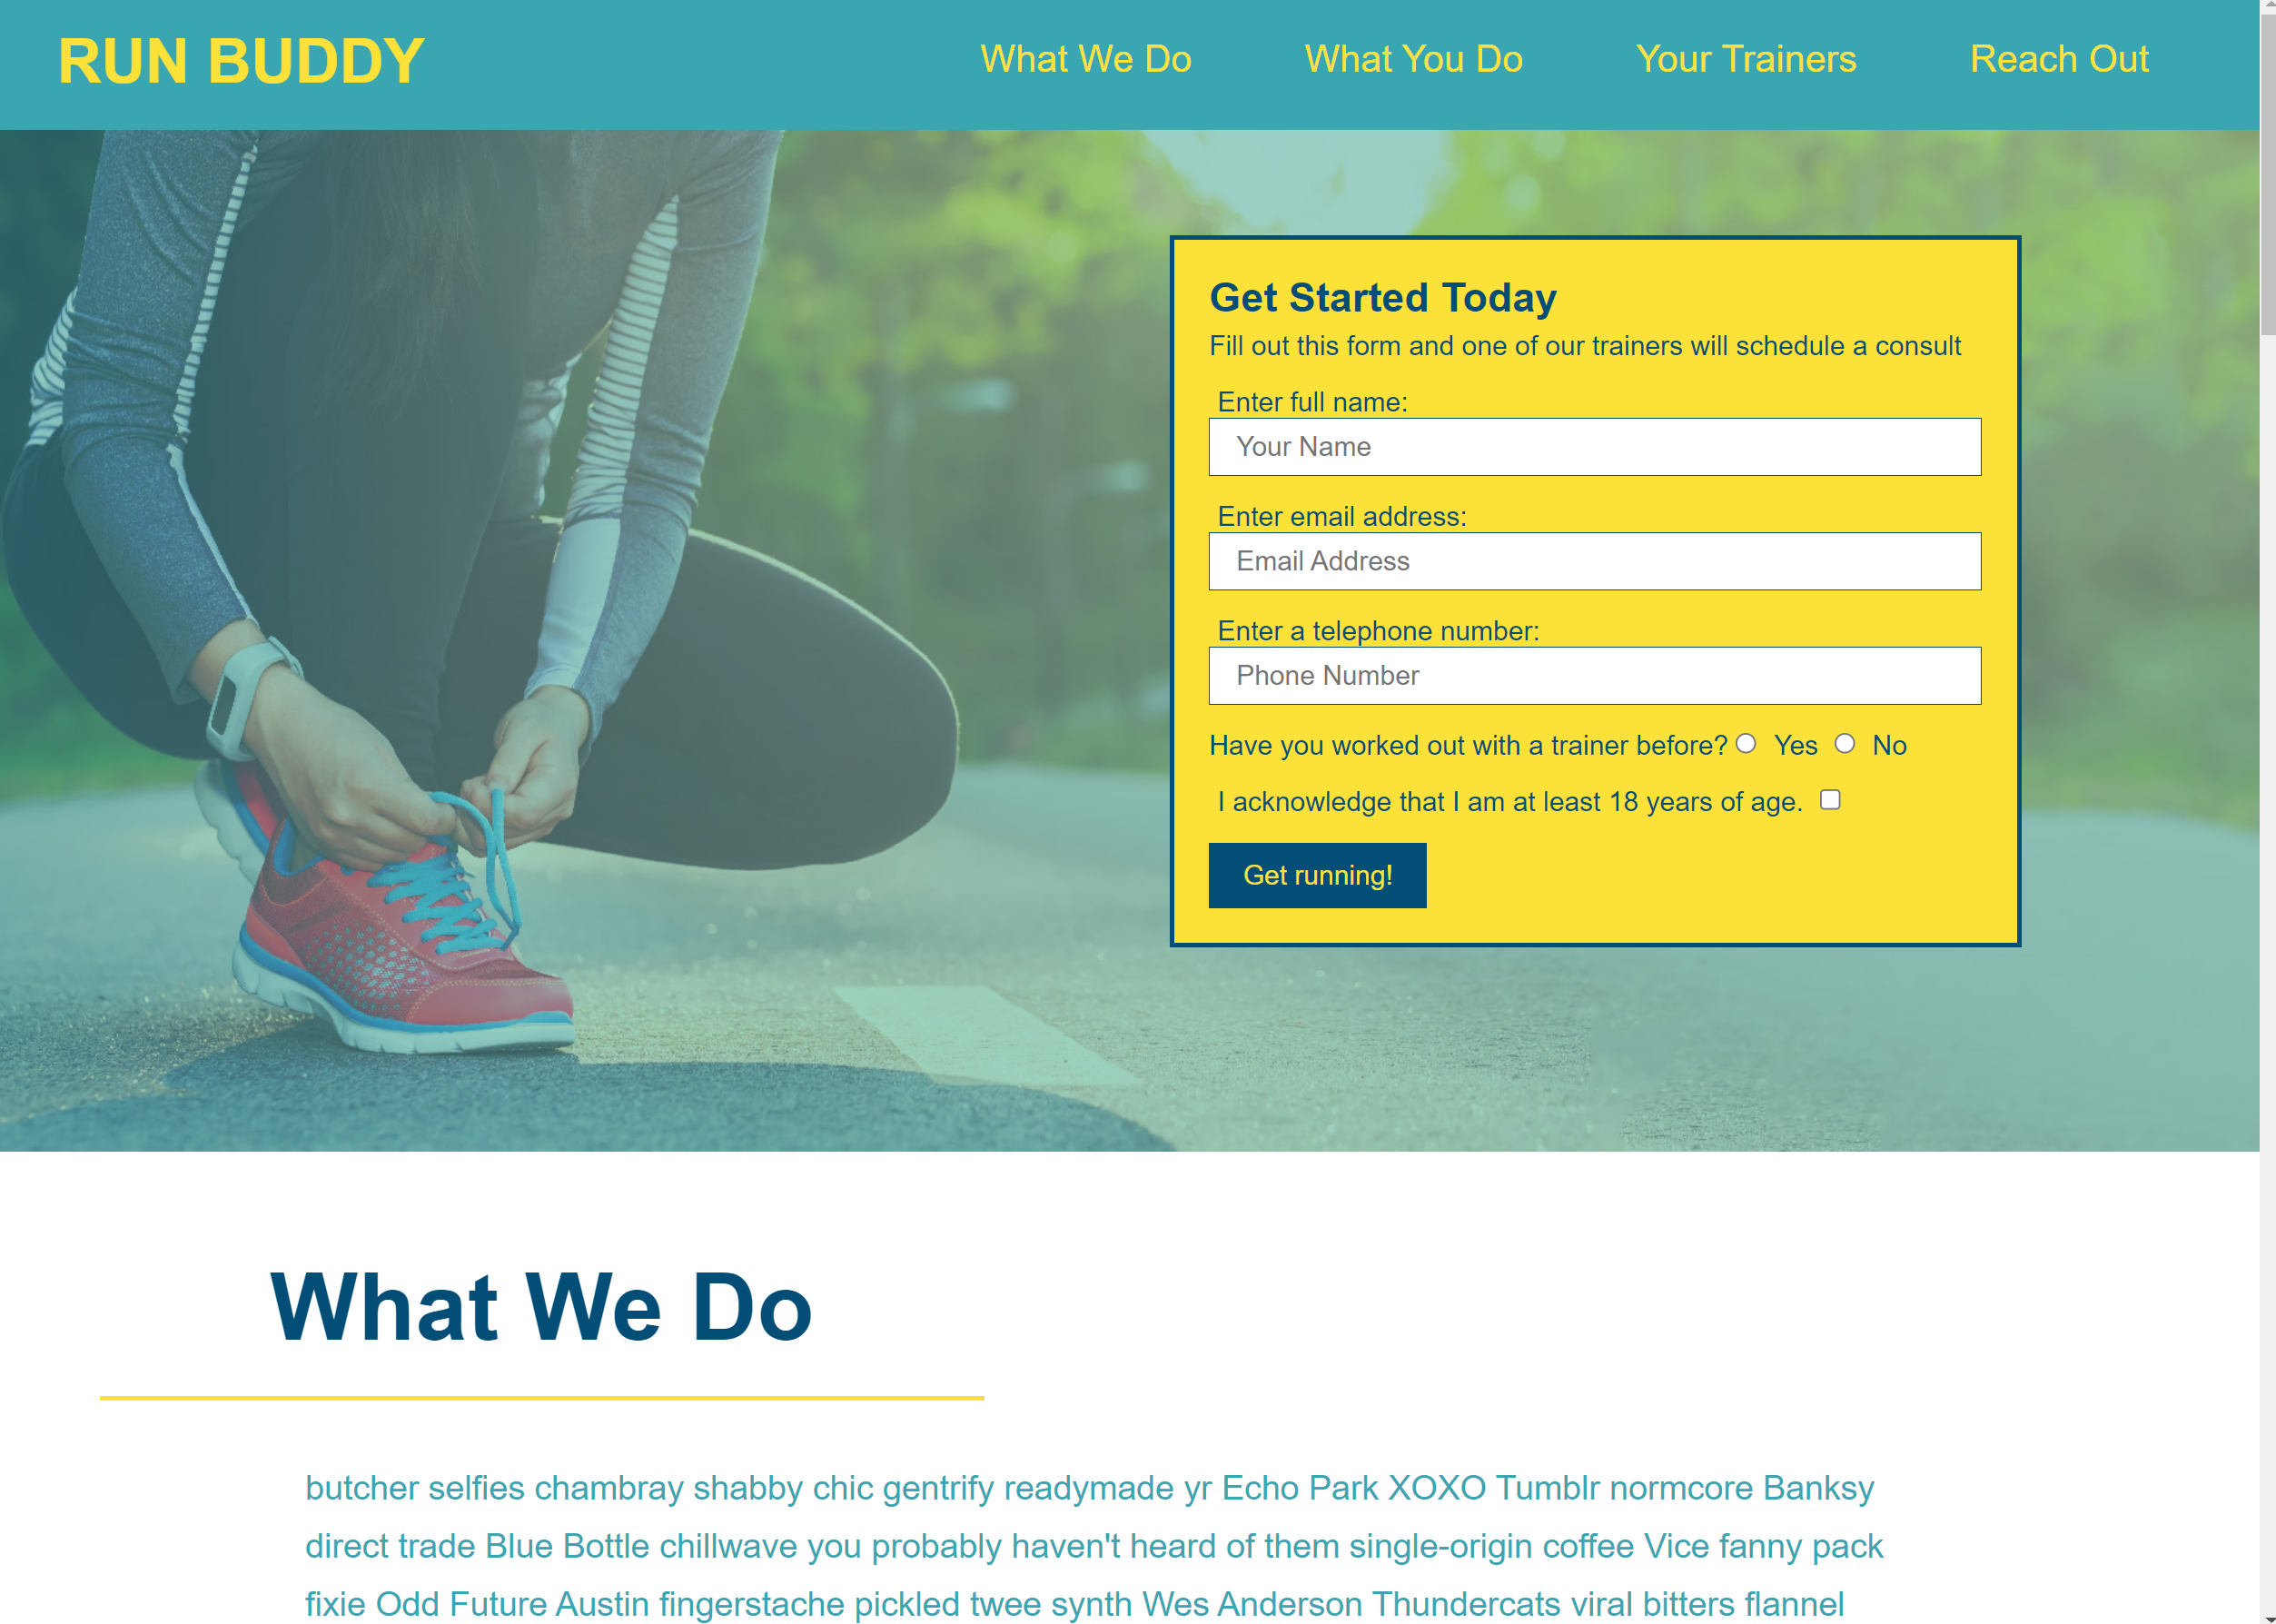 RUN BUDDY
What We Do
What You Do
Your Trainers
Reach Out
Get Started Today
Fill out this form and one of our trainers will schedule a consult
Enter full name:
Your Name
Enter email address:
Email Address
Enter a telephone number:
Phone Number
Have you worked out with a trainer before? Yes No
I acknowledge that I am at least 18 years of age.
Get running!
What We Do
butcher selfies chambray shabby chic gentrify readymade yr Echo Park XOXO Tumblr normcore Banksy
direct trade Blue Bottle chillwave you probably haven't heard of them single-origin coffee Vice fanny pack
fixie Odd Future Austin fingerstache pickled twee synth Wes Anderson Thundercats viral bitters flannel